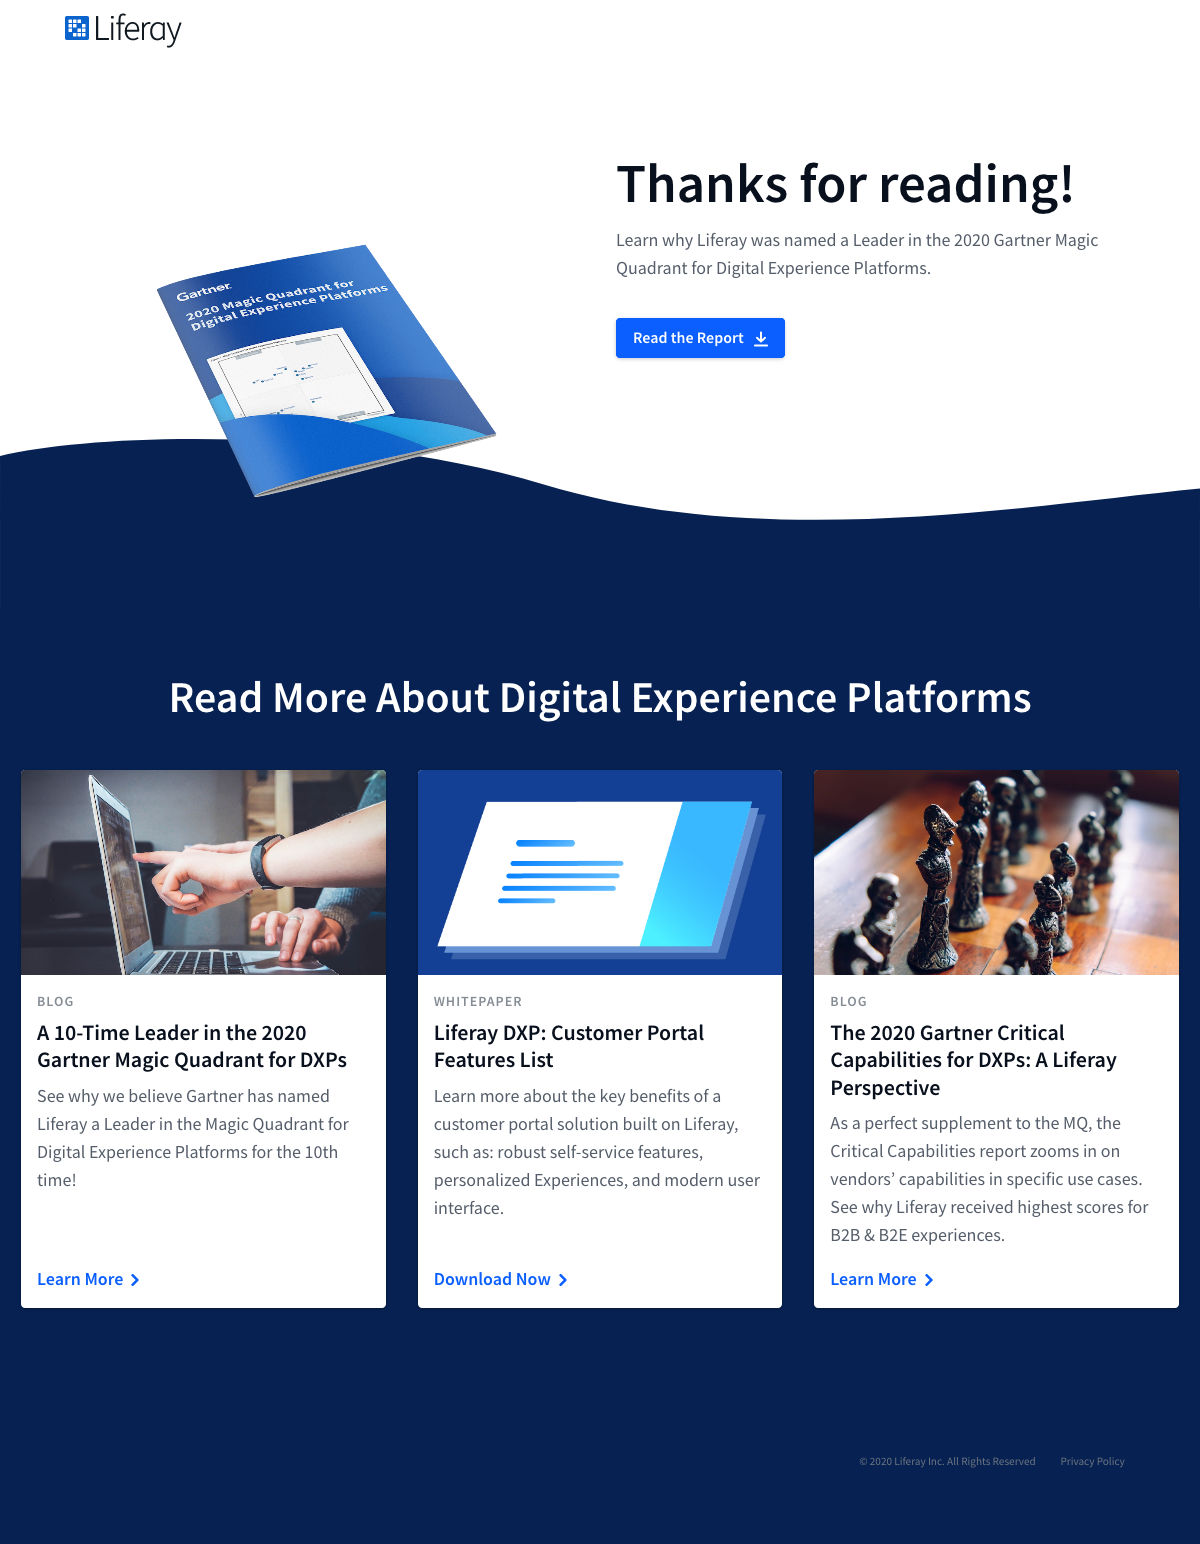 Liferay
Thanks for reading!
Learn why Liferay was named a Leader in the 2020 Gartner Magic
Quadrant for Digital Experience Platforms.
Read the Report
Gartner
2020 Magic Quadrant for
Digital Experience Platforms
Read More About Digital Experience Platforms
BLOG
A 10-Time Leader in the 2020
Gartner Magic Quadrant for DXPs
See why we believe Gartner has named
Liferay a Leader in the Magic Quadrant for
Digital Experience Platforms for the 10th
time!
Learn More
WHITEPAPER
Liferay DXP: Customer Portal
Features List
Learn more about the key benefits of a
customer portal solution built on Liferay,
such as: robust self-service features,
personalized Experiences, and modern user
interface.
Download Now
BLOG
The 2020 Gartner Critical
Capabilities for DXPs: A Liferay
Perspective
As a perfect supplement to the MQ, the
Critical Capabilities report zooms in on
vendors’ capabilities in specific use cases.
See why Liferay received highest scores for
B2B & B2E experiences.
Learn More
© 2020 Liferay Inc. All Rights Reserved
Privacy Policy